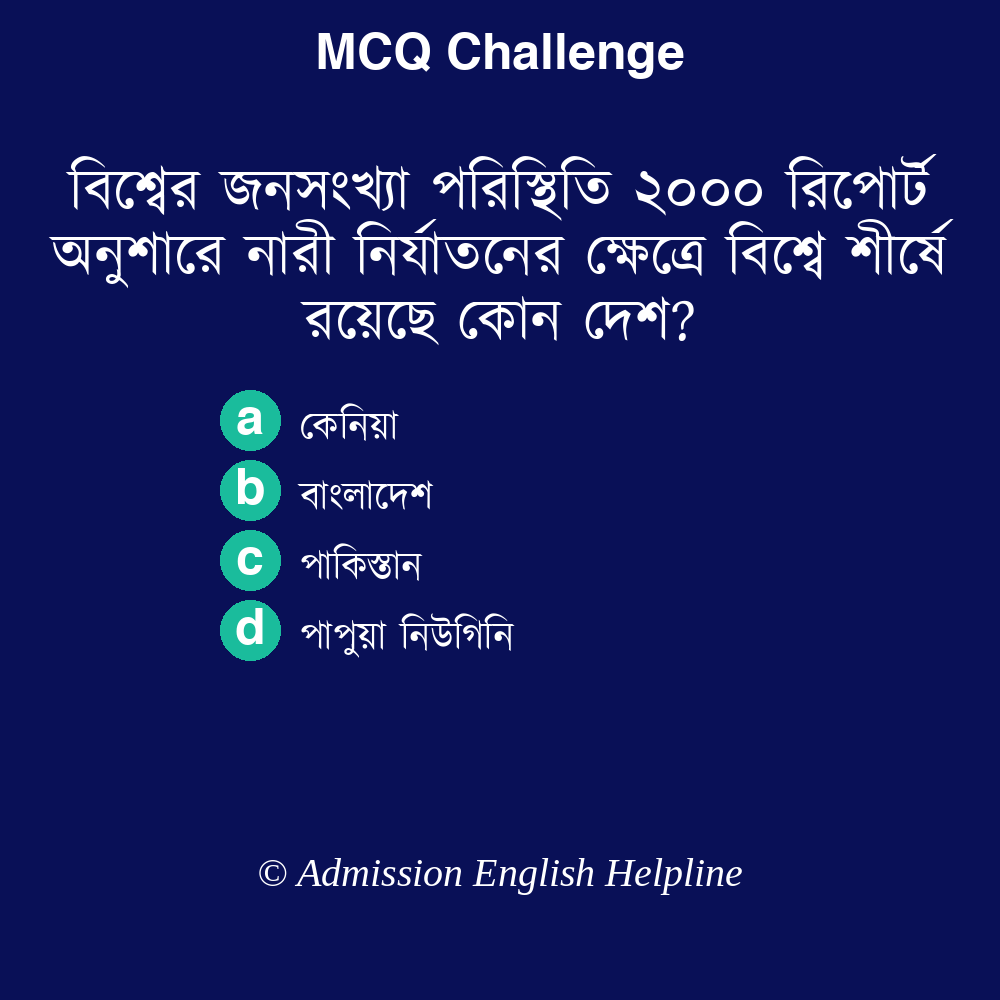 MCQ Challenge
বিশ্বের জনসংখ্যা পরিস্থিতি ২০০০ রিপোর্ট
অনুশারে নারী নির্যাতনের ক্ষেত্রে বিশ্বে শীর্ষে
রয়েছে কোন দেশ?
a কেনিয়া
b বাংলাদেশ
c পাকিস্তান
d পাপুয়া নিউগিনি
© Admission English Helpline